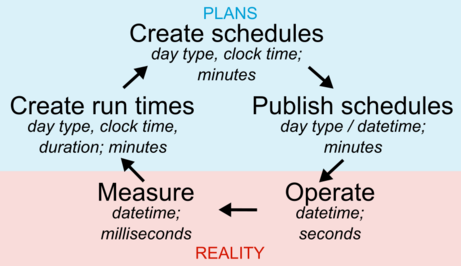 PLANS
Create schedules
day type, clock time;
minutes
Create run times
day type, clock time,
duration; minutes
Publish schedules
day type / datetime;
minutes
Measure
datetime;
milliseconds
Operate
datetime;
seconds
REALITY